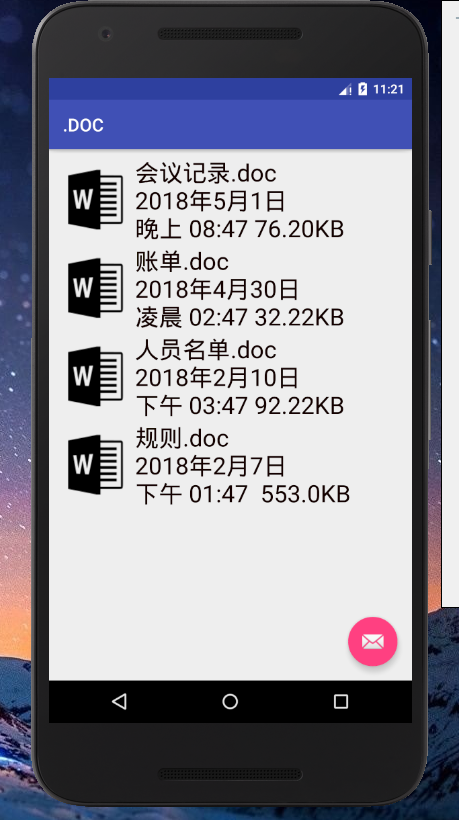 11:21
.DOC
W
会议记录.doc
2018年5月1日
晚上 08:47 76.20KB
W
账单.doc
2018年4月30日
凌晨 02:47 32.22KB
W
人员名单.doc
2018年2月10日
下午 03:47 92.22KB
W
规则.doc
2018年2月7日
下午 01:47  553.0KB